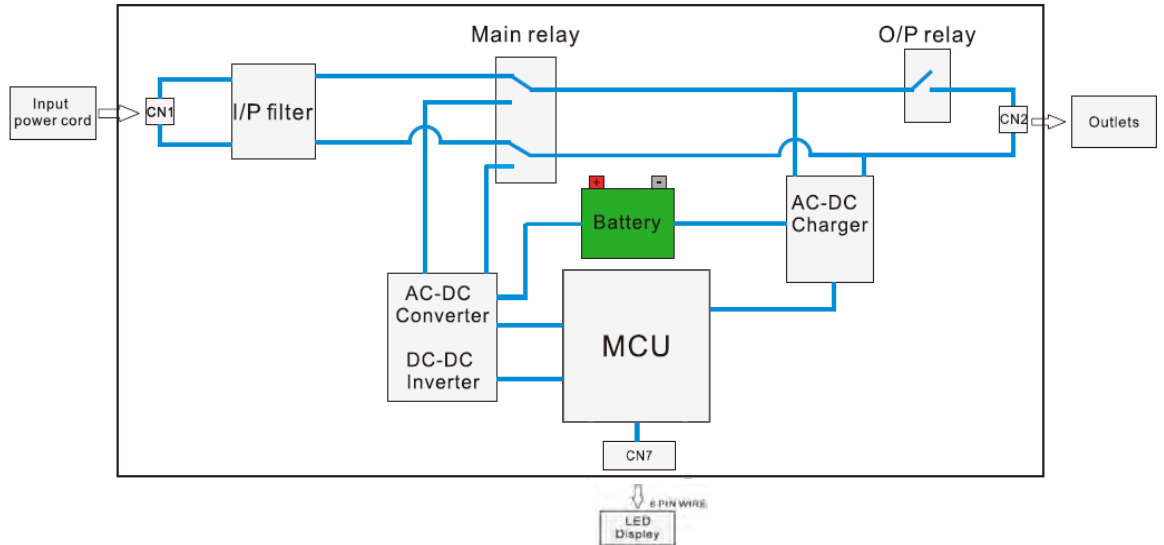 Main relay
O/P relay
Input
power cord
CN1
I/P filter
CN2
Outlets
+
-
Battery
AC-DC
Charger
AC-DC
Converter
DC-DC
Inverter
MCU
CN7
6 PIN WIRE
LED
Display